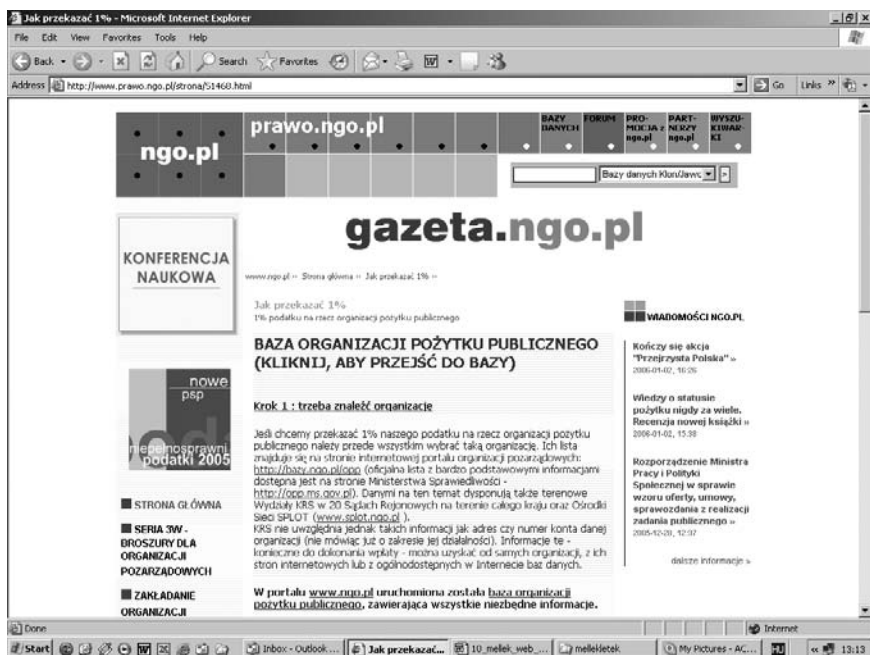 Jak przekazać 1% - Microsoft Internet Explorer
File Edit View Favorites Tools Help
Back Search Favorites
Address http://www.prawo.ngo.pl/strona/51460.html Go Links »
ngo.pl
prawo.ngo.pl
BAZY DANYCH
FORUM
PRO-MOCJA z ngo.pl
PART-NERZY ngo.pl
WYSZU-KIWAR-KI
Bazy danych Klon/Jawc
gazeta.ngo.pl
KONFERENCJA
NAUKOWA
www.ngo.pl » Strona główna » Jak przekazać 1% »
Jak przekazać 1%
1% podatku na rzecz organizacji pożytku publicznego
BAZA ORGANIZACJI POŻYTKU PUBLICZNEGO
(KLIKNIJ, ABY PRZEJŚĆ DO BAZY)
Krok 1 : trzeba znaleźć organizację
Jeśli chcemy przekazać 1% naszego podatku na rzecz organizacji pożytku
publicznego należy przede wszystkim wybrać taką organizację. Ich lista
znajduje się na stronie internetowej portalu organizacji pozarządowych:
http://bazy.ngo.pl/opp (oficjalna lista z bardzo podstawowymi informacjami
dostępna jest na stronie Ministerstwa Sprawiedliwości -
http://opp.ms.gov.pl). Danymi na ten temat dysponują także terenowe
Wydziały KRS w 20 Sądach Rejonowych na terenie całego kraju oraz Ośrodki
Sieci SPLOT (www.splot.ngo.pl ).
KRS nie uwzględnia jednak takich informacji jak adres czy numer konta danej
organizacji (nie mówiąc już o zakresie jej działalności). Informacje te -
konieczne do dokonania wpłaty - można uzyskać od samych organizacji, z ich
stron internetowych lub z ogólnodostępnych w Internecie baz danych.
W portalu www.ngo.pl uruchomiona została baza organizacji
pożytku publicznego, zawierająca wszystkie niezbędne informacje.
nowe
psp
niepełnosprawni
podatki 2005
STRONA GŁÓWNA
SERIA 3W -
BROSZURY DLA
ORGANIZACJI
POZARZĄDOWYCH
ZAKŁADANIE
ORGANIZACJI
WIADOMOŚCI NGO.PL
Kończy się akcja
"Przejrzysta Polska" »
2006-01-02, 16:26
Wiedzy o statusie
pożytku nigdy za wiele.
Recenzja nowej książki »
2006-01-02, 15:38
Rozporządzenie Ministra
Pracy i Polityki
Społecznej w sprawie
wzoru oferty, umowy,
sprawozdania z realizacji
zadania publicznego »
2005-12-28, 12:37
dalsze informacje »
Done Internet
Start Inbox - Outlook ... Jak przekazać... 10_mellek_web_... mellekletek My Pictures - AC... HU « 13:13